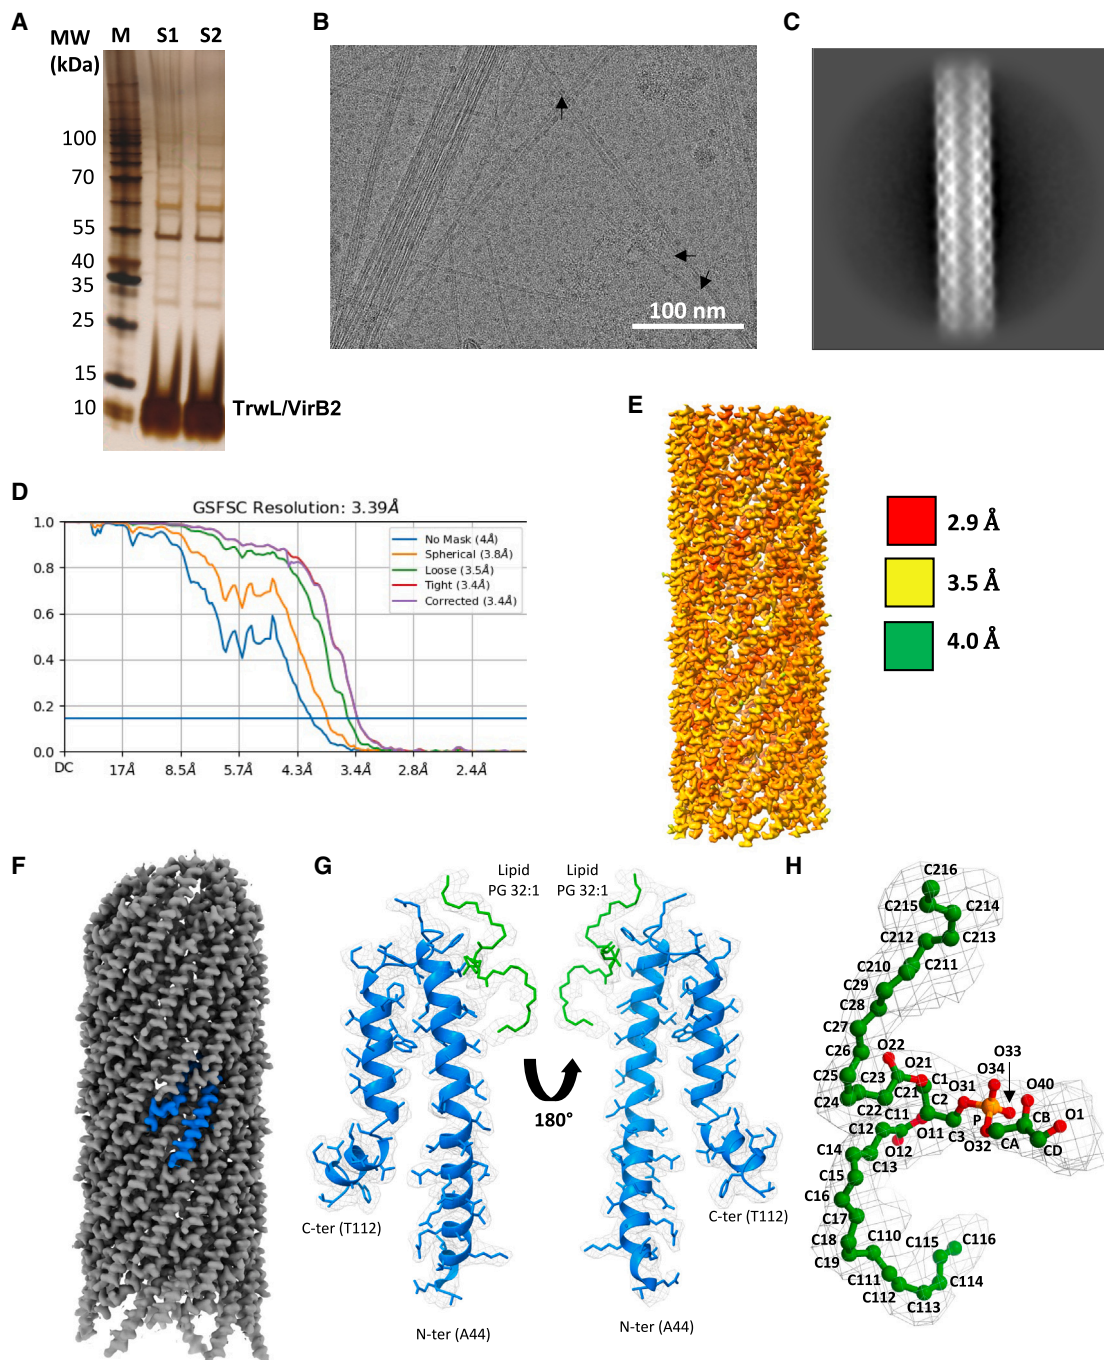 A
MW
(kDa)
M S1 S2
100
70
55
40
35
25
15
10
TrwL/VirB2
B
100 nm
C
D
GSFSC Resolution: 3.39Å
1.0
0.8
0.6
0.4
0.2
0.0
No Mask (4Å)
Spherical (3.8Å)
Loose (3.5Å)
Tight (3.4Å)
Corrected (3.4Å)
DC 17Å 8.5Å 5.7Å 4.3Å 3.4Å 2.8Å 2.4Å
E
2.9 Å
3.5 Å
4.0 Å
F
G
Lipid
PG 32:1
Lipid
PG 32:1
180°
C-ter (T112)
N-ter (A44)
C-ter (T112)
N-ter (A44)
H
C216
C215
C214
C212
C213
C210
C211
C29
C28
C27
C26
O22
O33
O34
C25
C23
O21
C1
O31
O40
C24
C21
C2
O1
C22
C11
P
CB
C12
O11
C3
O32
CA
CD
C14
O12
C13
C15
C16
C17
C18
C110
C115
C116
C19
C111
C114
C112
C113